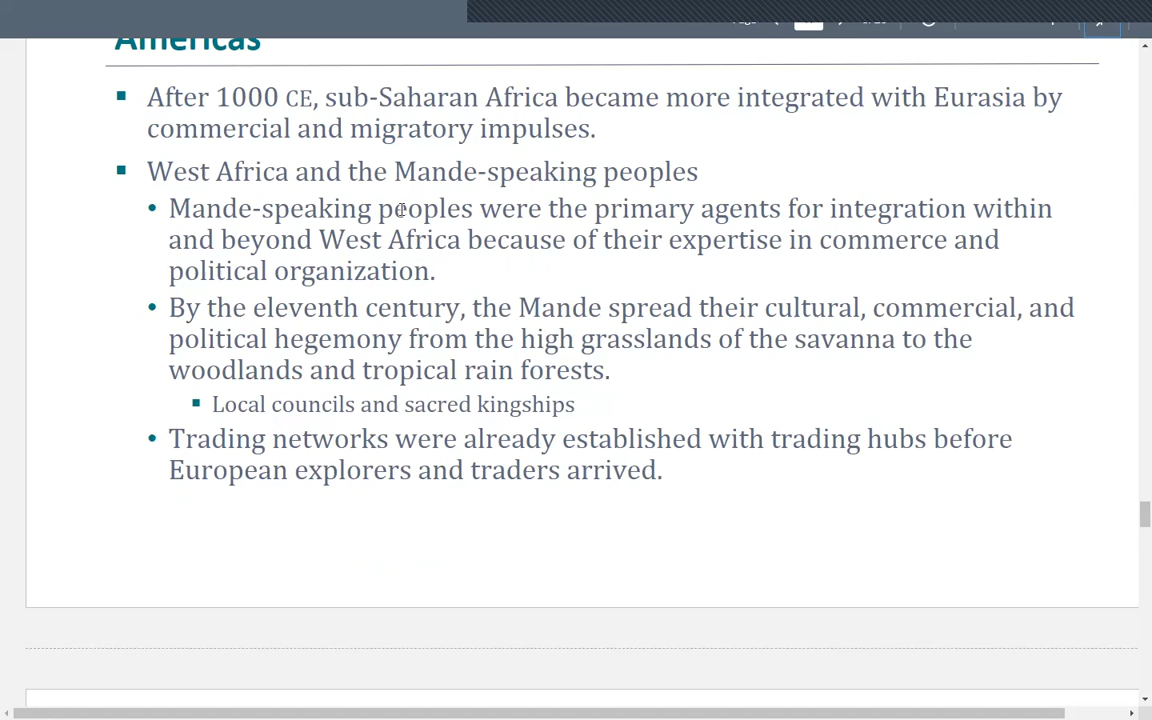 Americas
After 1000 CE, sub-Saharan Africa became more integrated with Eurasia by
commercial and migratory impulses.
West Africa and the Mande-speaking peoples
Mande-speaking peoples were the primary agents for integration within
and beyond West Africa because of their expertise in commerce and
political organization.
By the eleventh century, the Mande spread their cultural, commercial, and
political hegemony from the high grasslands of the savanna to the
woodlands and tropical rain forests.
Local councils and sacred kingships
Trading networks were already established with trading hubs before
European explorers and traders arrived.